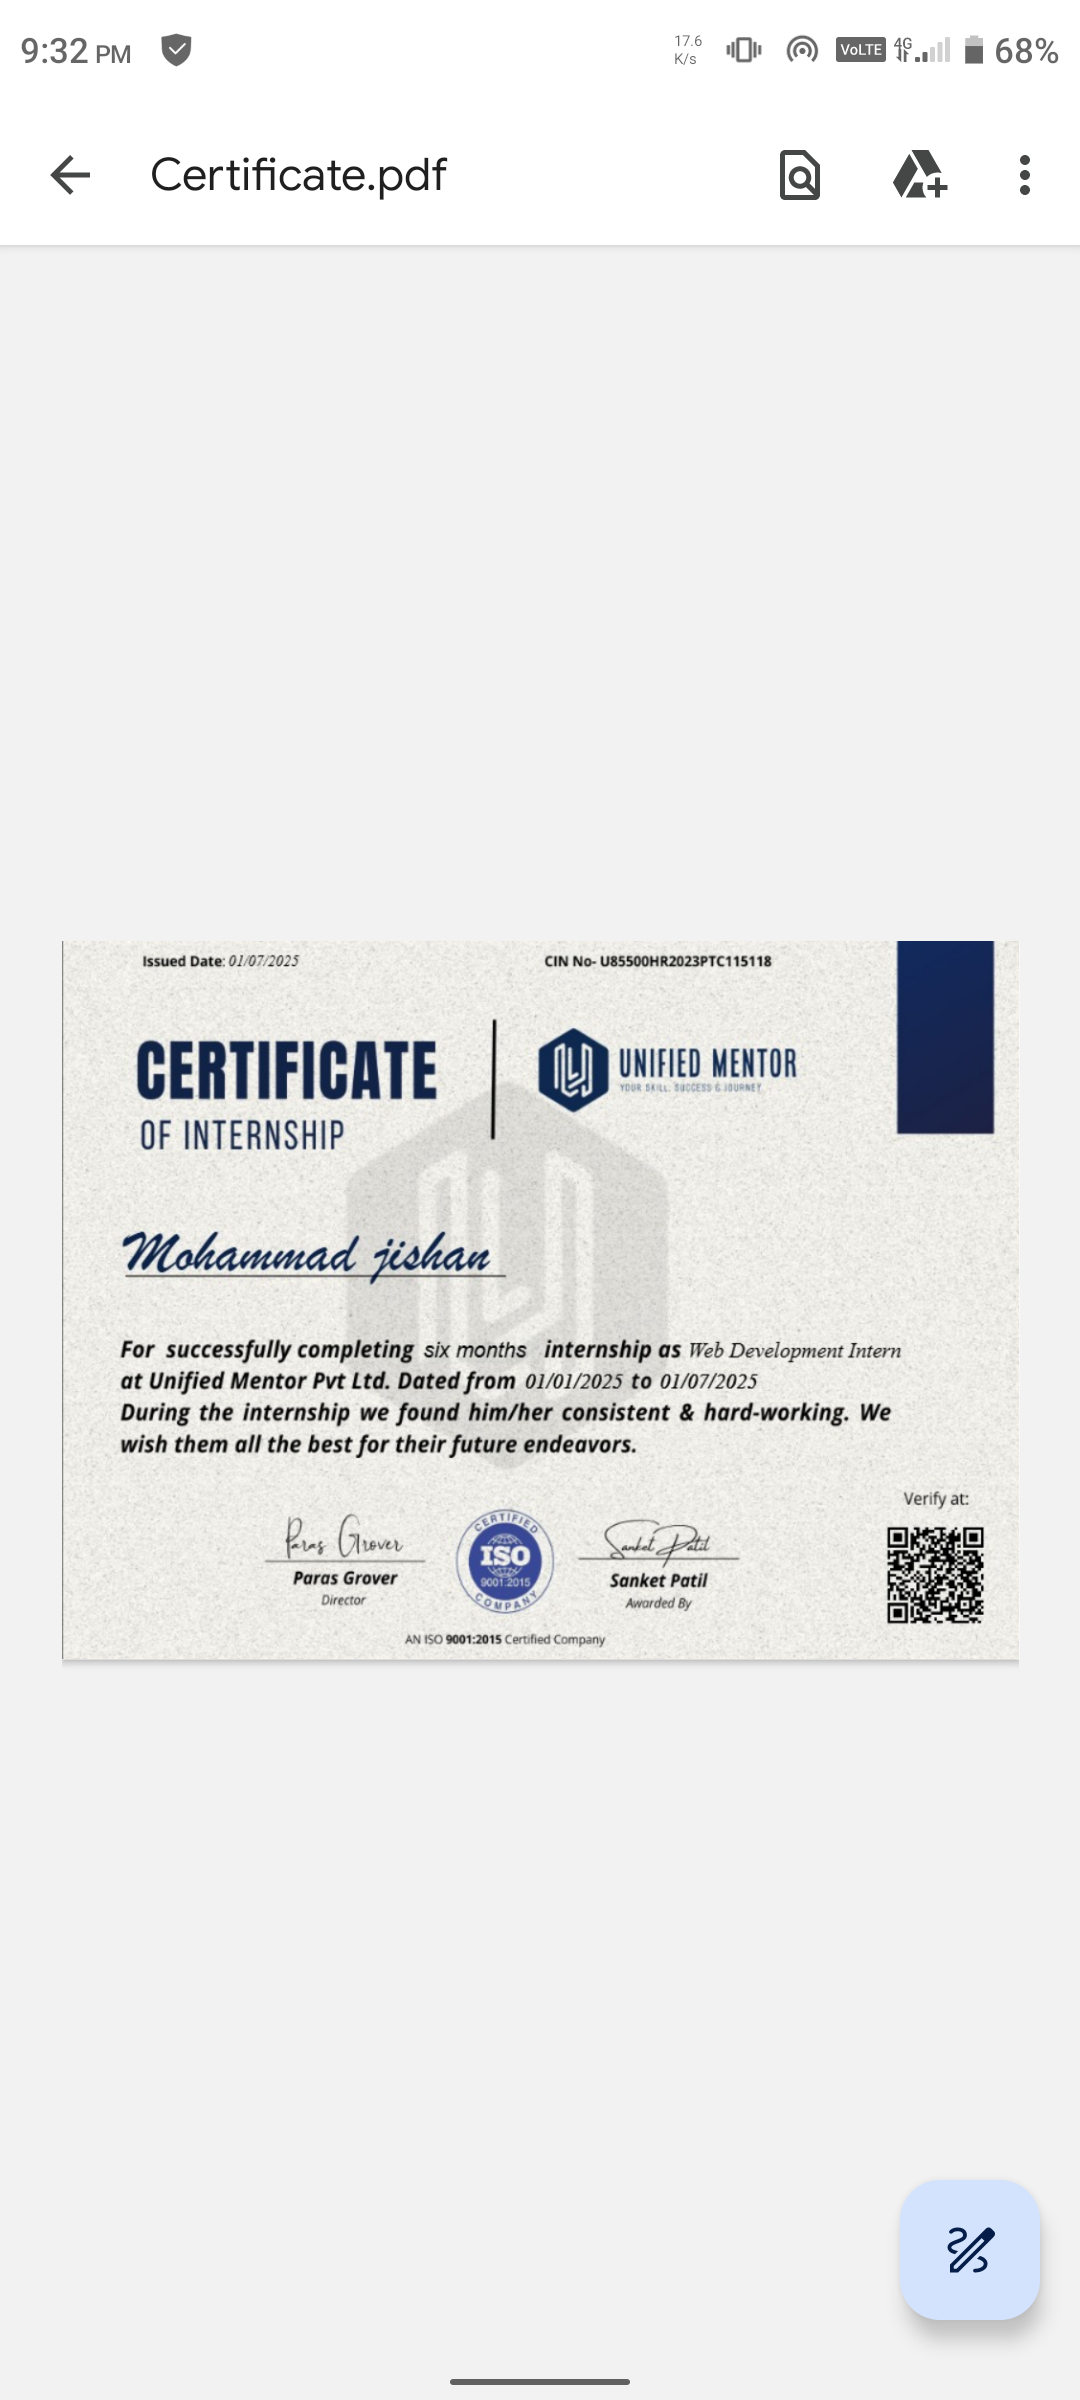 9:32 PM
17.6
K/s
VoLTE
4G
68%
Certificate.pdf
Issued Date: 01/07/2025
CIN No- U85500HR2023PTC115118
CERTIFICATE
OF INTERNSHIP
UNIFIED MENTOR
YOUR SKILL, SUCCESS & JOURNEY
Mohammad jishan
For successfully completing six months internship as Web Development Intern
at Unified Mentor Pvt Ltd. Dated from 01/01/2025 to 01/07/2025
During the internship we found him/her consistent & hard-working. We
wish them all the best for their future endeavors.
Verify at:
Paras Grover
Paras Grover
Director
CERTIFIED
ISO
9001:2015
COMPANY
Sanket Patil
Sanket Patil
Awarded By
AN ISO 9001:2015 Certified Company